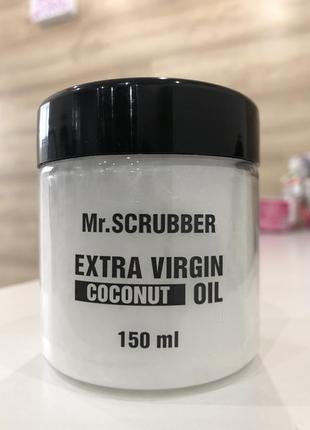 Mr.SCRUBBER
EXTRA VIRGIN
COCONUT OIL
150 ml